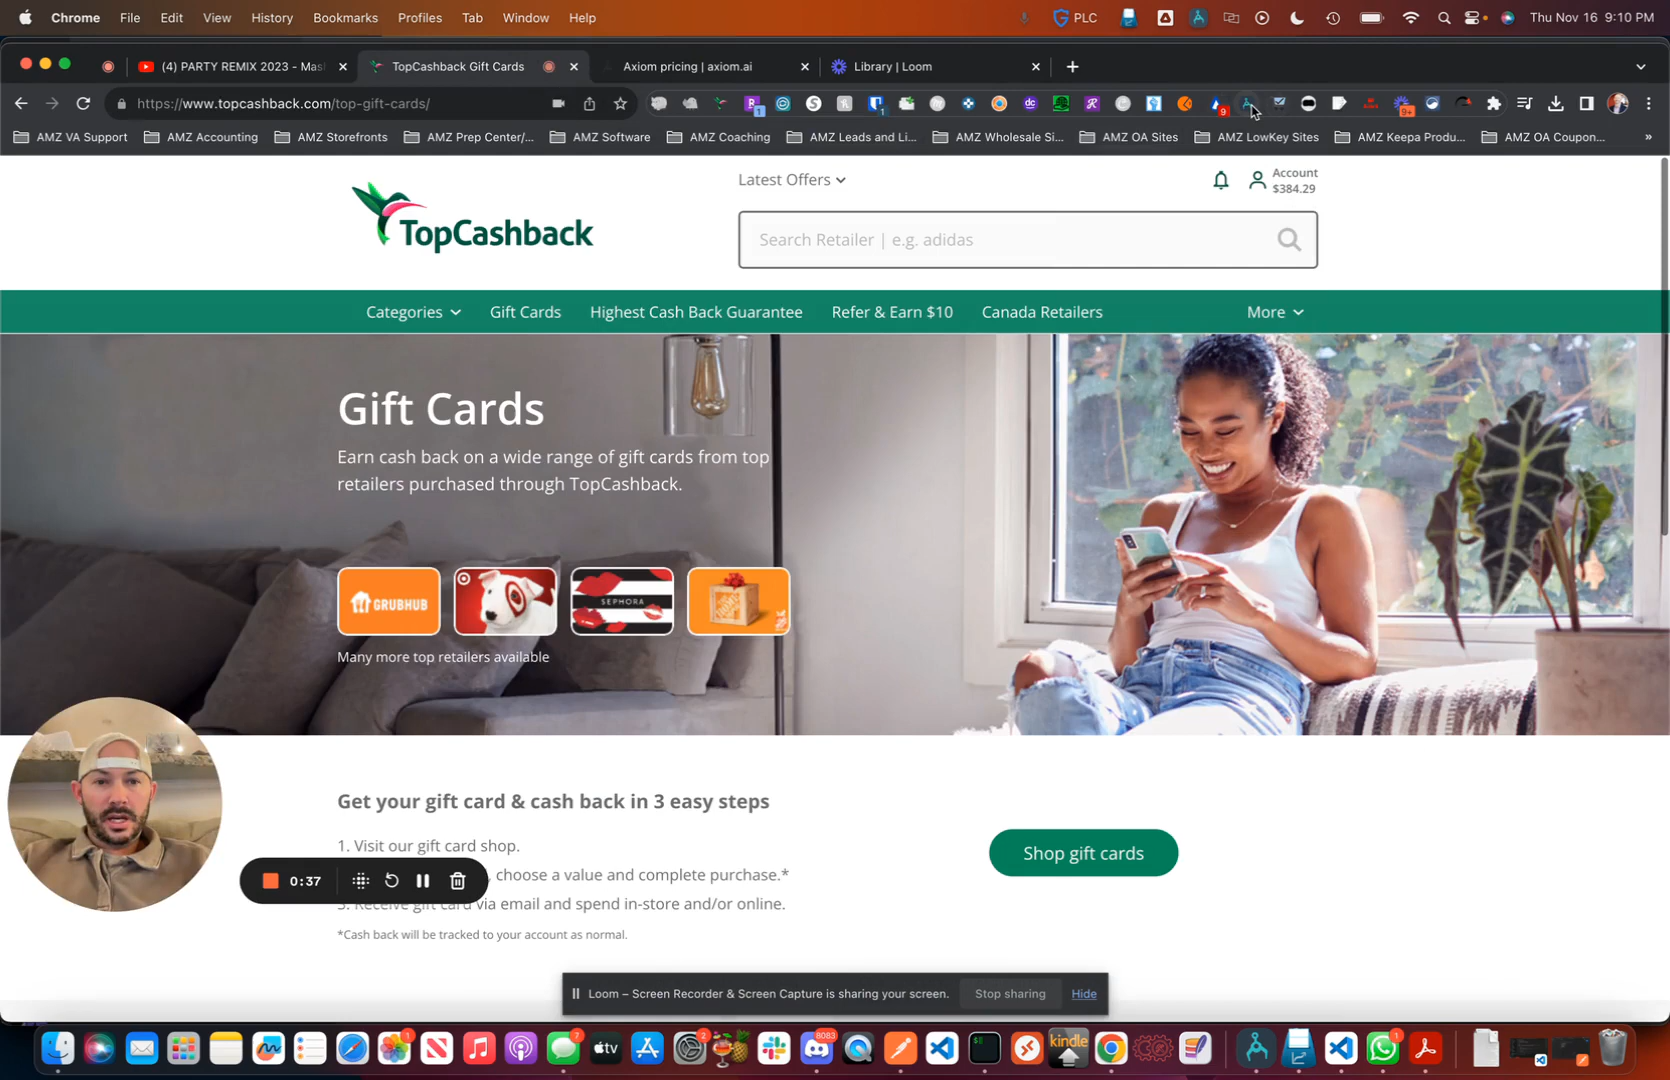 Chrome File Edit View History Bookmarks Profiles Tab Window Help PLC Thu Nov 16 9:10 PM
(4) PARTY REMIX 2023 - Mas TopCashback Gift Cards Axiom pricing | axiom.ai Library | Loom
https://www.topcashback.com/top-gift-cards/
AMZ VA Support AMZ Accounting AMZ Storefronts AMZ Prep Center/... AMZ Software AMZ Coaching AMZ Leads and Li... AMZ Wholesale Si... AMZ OA Sites AMZ LowKey Sites AMZ Keepa Produ... AMZ OA Coupon... »
Latest Offers
Account
$384.29
TopCashback
Search Retailer | e.g. adidas
Categories Gift Cards Highest Cash Back Guarantee Refer & Earn $10 Canada Retailers More
Gift Cards
Earn cash back on a wide range of gift cards from top
retailers purchased through TopCashback.
GRUBHUB SEPHORA
Many more top retailers available
Get your gift card & cash back in 3 easy steps
1. Visit our gift card shop.
Shop gift cards
0:37
, choose a value and complete purchase.*
3. Receive gift card via email and spend in-store and/or online.
*Cash back will be tracked to your account as normal.
Loom – Screen Recorder & Screen Capture is sharing your screen. Stop sharing Hide
1 7 tv 2 8083 kindle 1